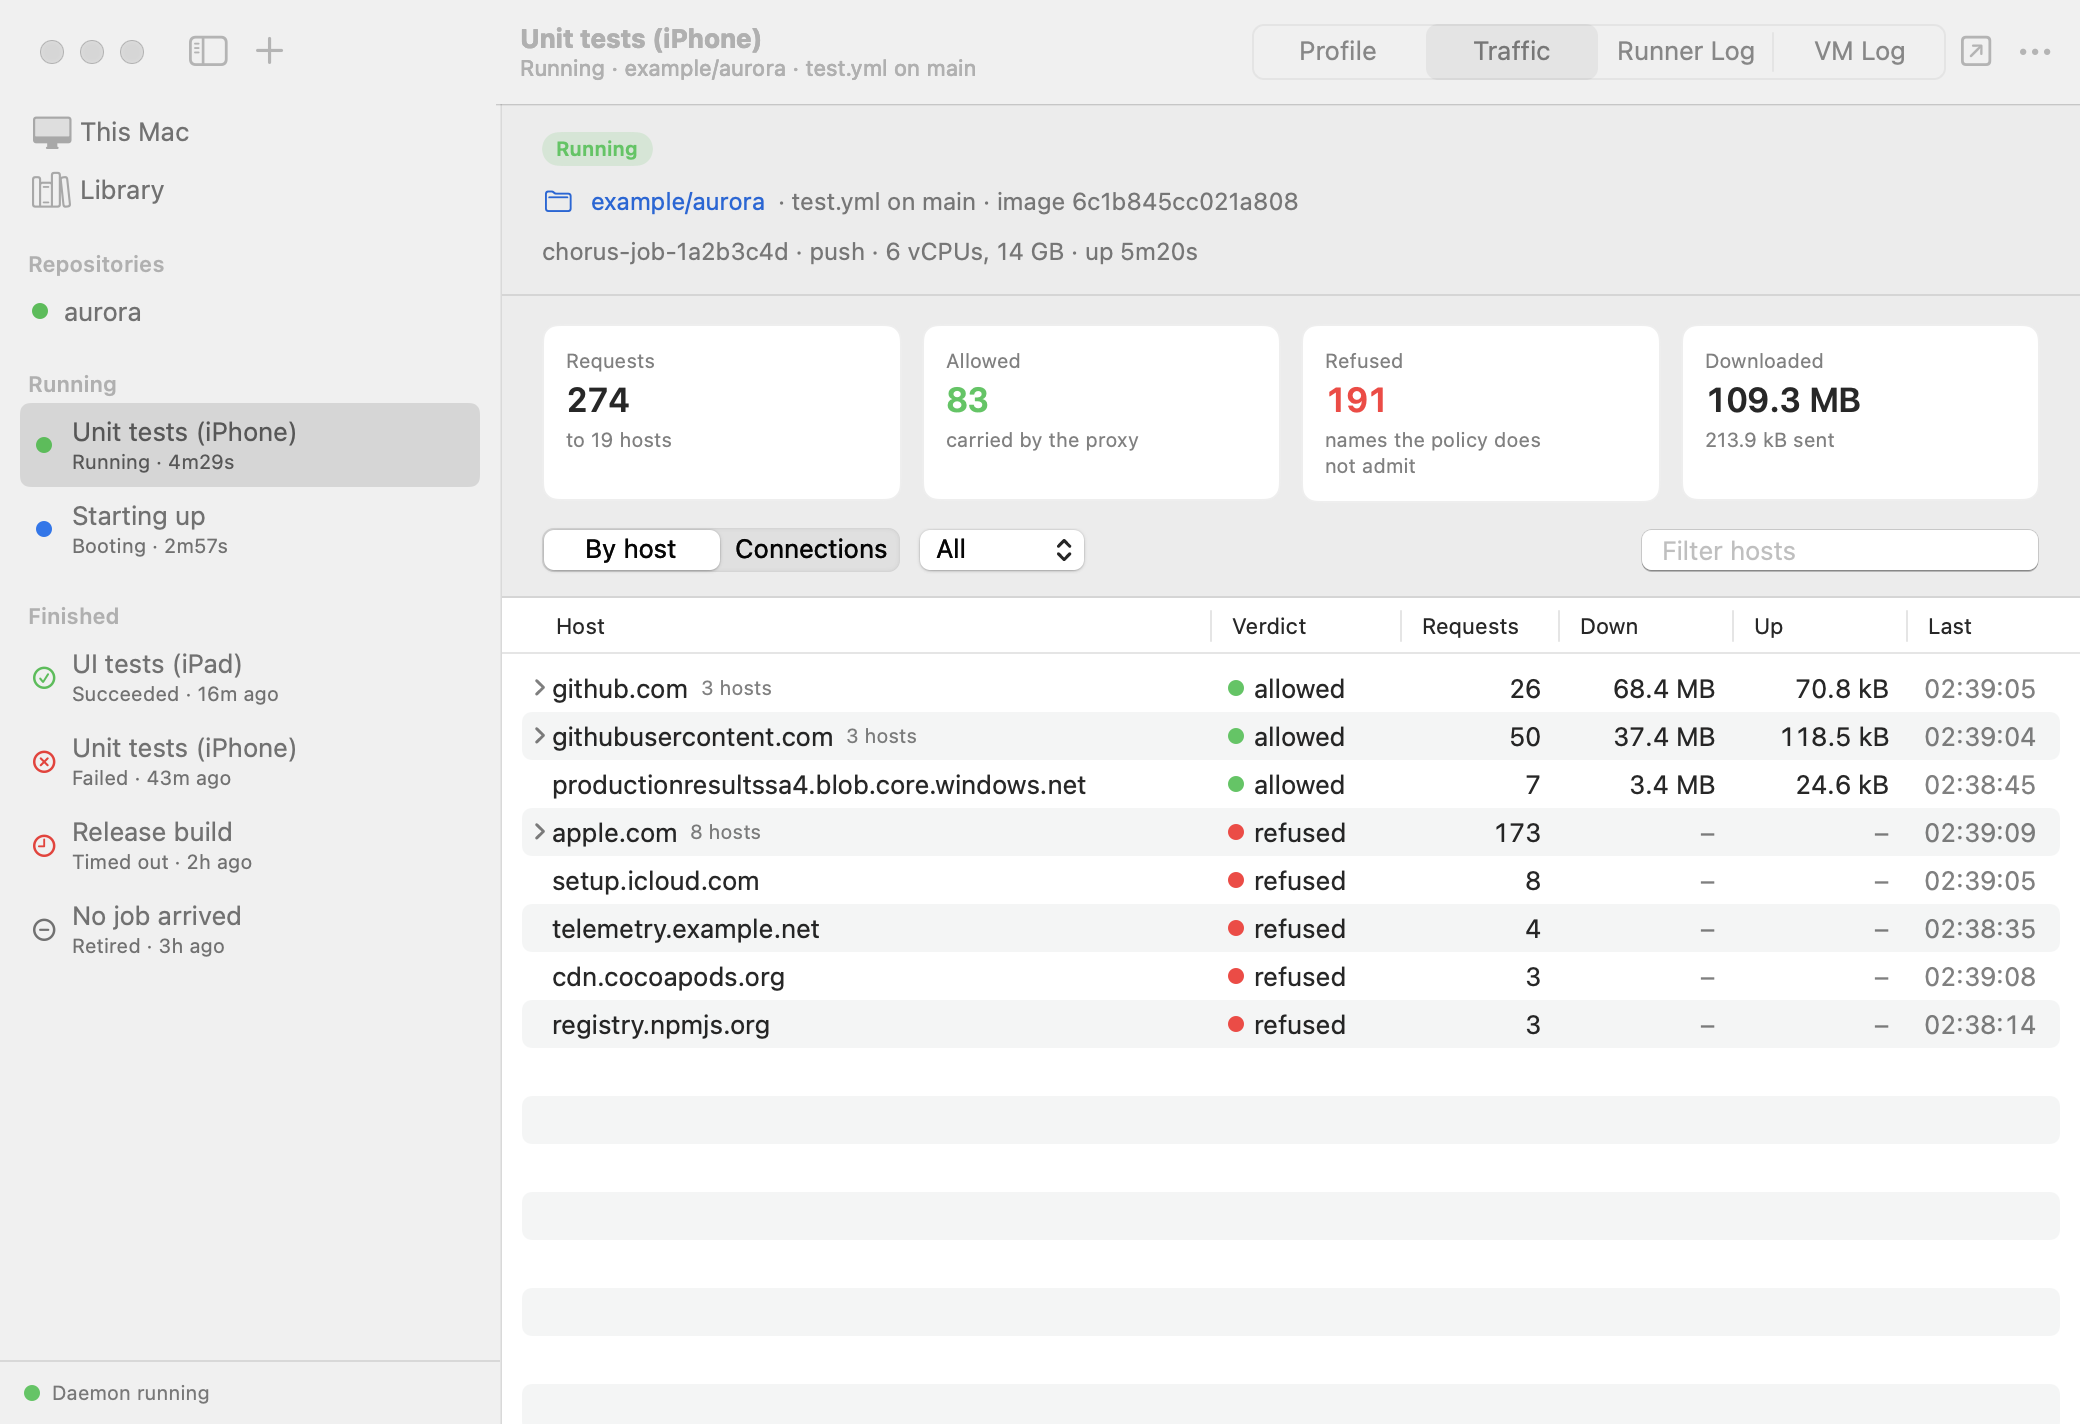 Unit tests (iPhone)
Running · example/aurora · test.yml on main
Profile
Traffic
Runner Log
VM Log
This Mac
Library
Repositories
aurora
Running
Unit tests (iPhone)
Running · 4m29s
Starting up
Booting · 2m57s
Finished
UI tests (iPad)
Succeeded · 16m ago
Unit tests (iPhone)
Failed · 43m ago
Release build
Timed out · 2h ago
No job arrived
Retired · 3h ago
Daemon running
Running
example/aurora · test.yml on main · image 6c1b845cc021a808
chorus-job-1a2b3c4d · push · 6 vCPUs, 14 GB · up 5m20s
Requests
274
to 19 hosts
Allowed
83
carried by the proxy
Refused
191
names the policy does
not admit
Downloaded
109.3 MB
213.9 kB sent
By host
Connections
All
Filter hosts
Host Verdict Requests Down Up Last
github.com 3 hosts allowed 26 68.4 MB 70.8 kB 02:39:05
githubusercontent.com 3 hosts allowed 50 37.4 MB 118.5 kB 02:39:04
productionresultssa4.blob.core.windows.net allowed 7 3.4 MB 24.6 kB 02:38:45
apple.com 8 hosts refused 173 – – 02:39:09
setup.icloud.com refused 8 – – 02:39:05
telemetry.example.net refused 4 – – 02:38:35
cdn.cocoapods.org refused 3 – – 02:39:08
registry.npmjs.org refused 3 – – 02:38:14